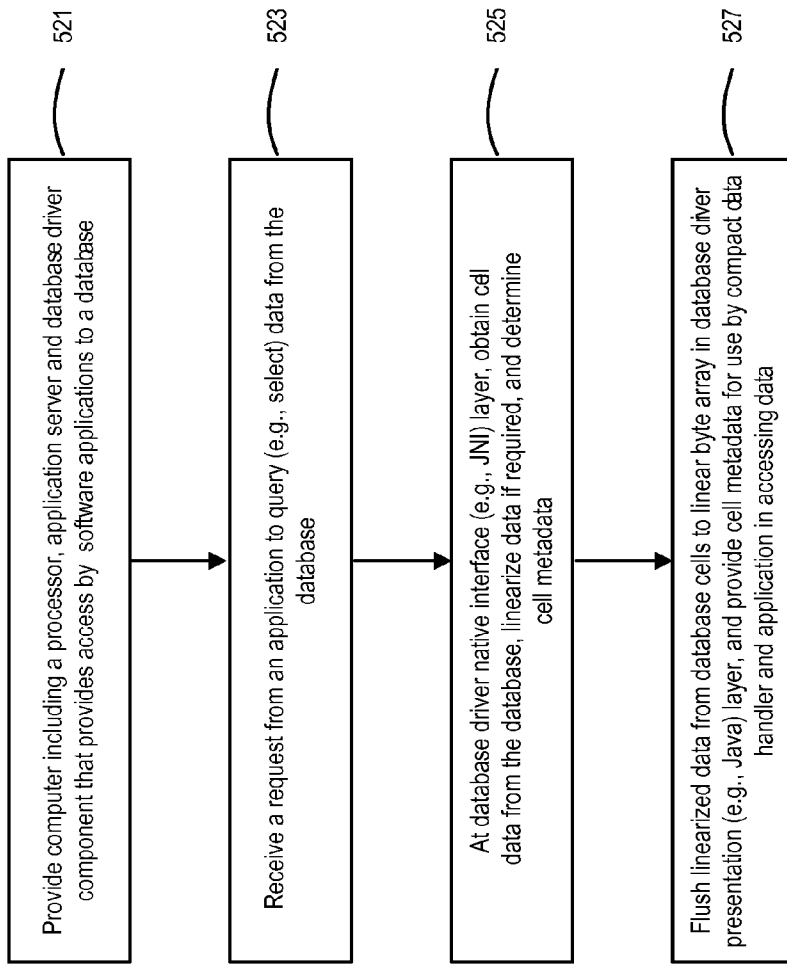 521
Provide computer including a processor, application server and database driver
component that provides access by software applications to a database
523
Receive a request from an application to query (e.g., select) data from the
database
525
At database driver native interface (e.g., JNI) layer, obtain cell
data from the database, linearize data if required, and determine
cell metadata
527
Flush linearized data from database cells to linear byte array in database driver
presentation (e.g., Java) layer, and provide cell metadata for use by compact data
handler and application in accessing data